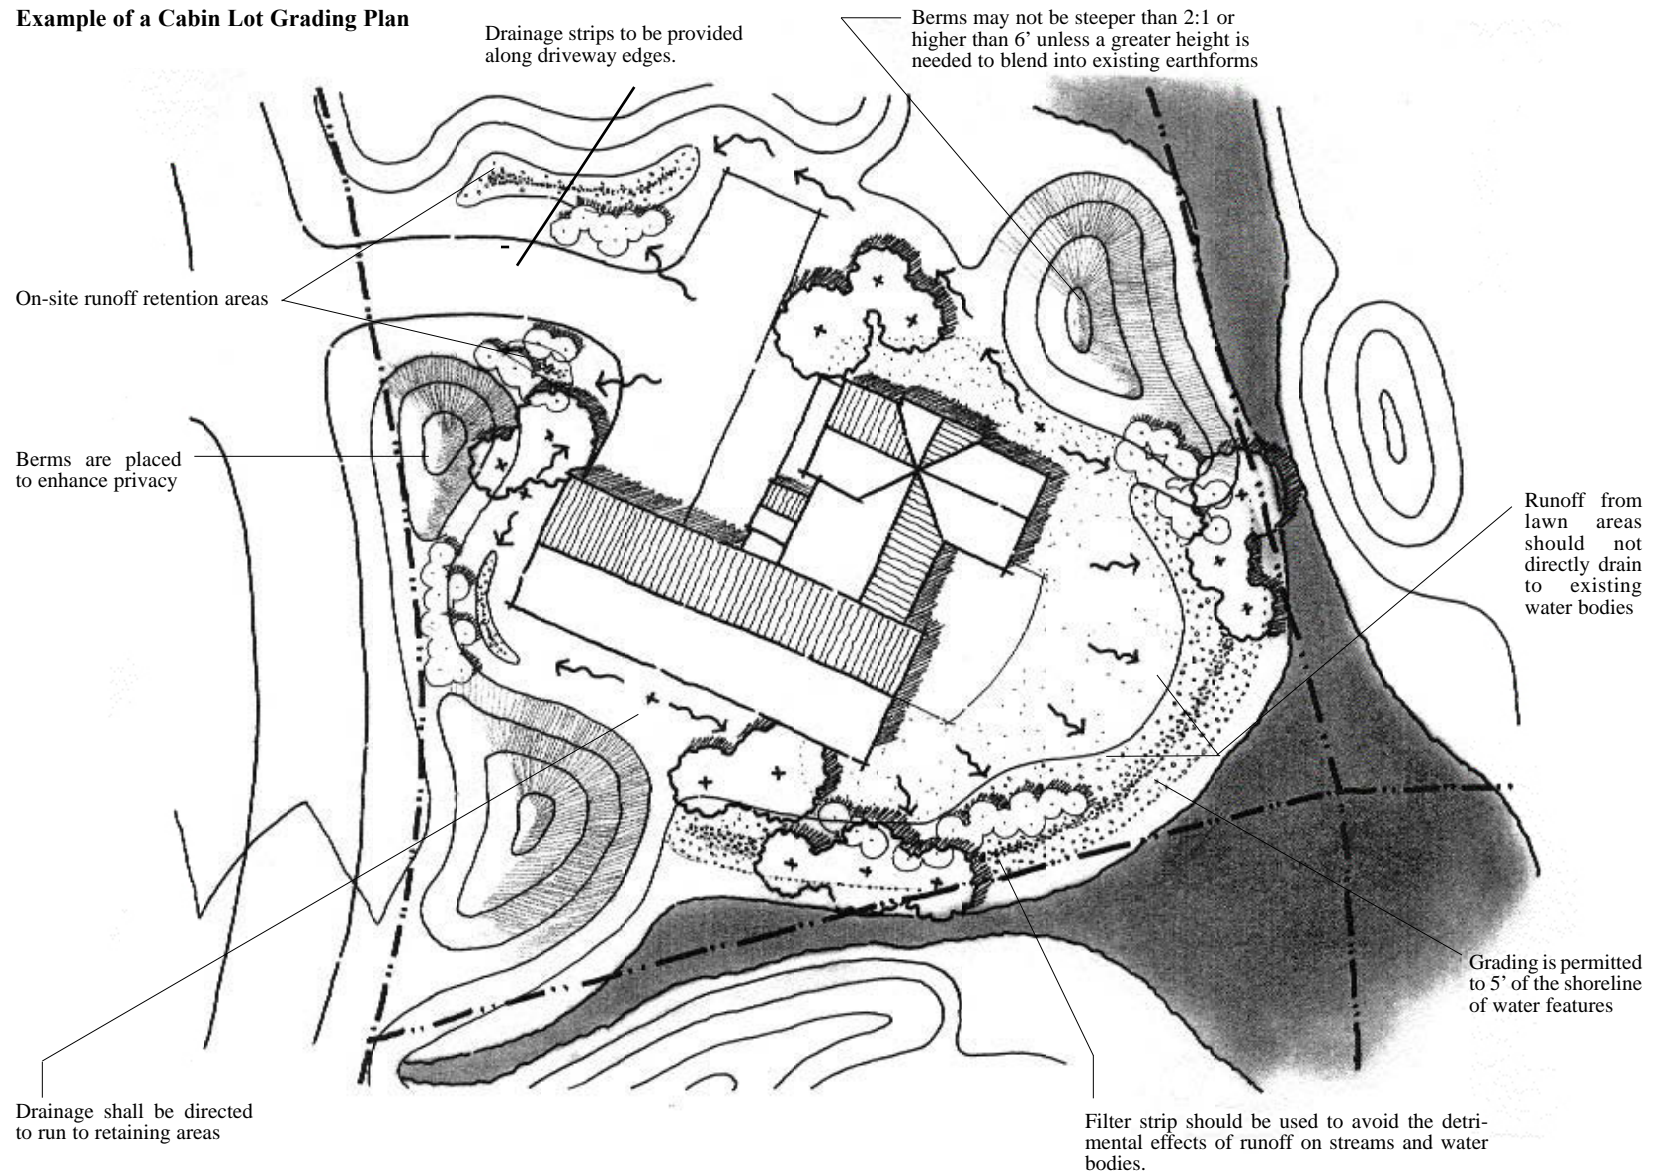 Example of a Cabin Lot Grading Plan
Drainage strips to be provided
along driveway edges.
Berms may not be steeper than 2:1 or
higher than 6’ unless a greater height is
needed to blend into existing earthforms
On-site runoff retention areas
Berms are placed
to enhance privacy
Runoff from
lawn areas
should not
directly drain
to existing
water bodies
Grading is permitted
to 5’ of the shoreline
of water features
Drainage shall be directed
to run to retaining areas
Filter strip should be used to avoid the detri-
mental effects of runoff on streams and water
bodies.